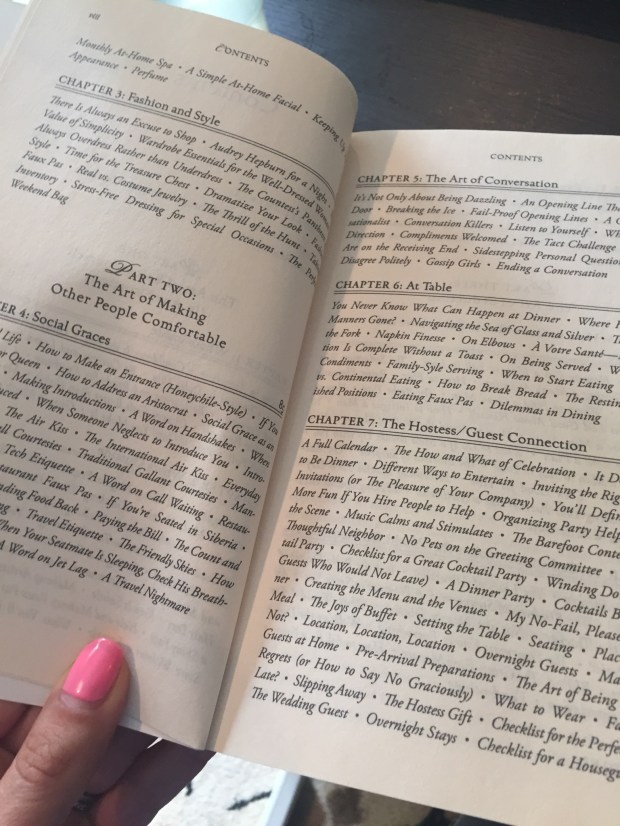 viii
CONTENTS
Monthly At-Home Spa • A Simple At-Home Facial • Keeping Up
Appearance • Perfume
CHAPTER 3: Fashion and Style
There Is Always an Excuse to Shop • Audrey Hepburn for a Night •
Value of Simplicity • Wardrobe Essentials for the Well-Dressed
Always Overdress Rather than Underdress • The Countess's
Style • Time for the Treasure Chest • Dramatize Your Look •
Faux Pas • Real vs. Costume Jewelry • The Thrill of the Hunt •
Inventory • Stress-Free Dressing for Special Occasions • The
Weekend Bag
PART TWO:
The Art of Making
Other People Comfortable
4: Social Graces
Life • How to Make an Entrance (Honeychile-Style) • If You
or Queen • How to Address an Aristocrat • Social Grace as an
• Making Introductions • A Word on Handshakes • When
• When Someone Neglects to Introduce You • Intro-
The Air Kiss • The International Air Kiss • Everyday
Courtesies • Traditional Gallant Courtesies • Man-
Tech Etiquette • A Word on Call Waiting • Restau-
Faux Pas • If You're Seated in Siberia •
Food Back • Paying the Bill • The Count and
• Travel Etiquette • The Friendly Skies • How
When Your Seatmate Is Sleeping, Check His Breath-
A Word on Jet Lag • A Travel Nightmare
CONTENTS
CHAPTER 5: The Art of Conversation
It's Not Only About Being Dazzling • An Opening Line
Door • Breaking the Ice • Fail-Proof Opening Lines • A
• Conversation Killers • Listen to Yourself •
Direction • Compliments Welcomed • The Tact Challenge
Are on the Receiving End • Sidestepping Personal
Disagree Politely • Gossip Girls • Ending a Conversation
CHAPTER 6: At Table
You Never Know What Can Happen at Dinner • Where
Manners Gone? • Navigating the Sea of Glass and Silver •
the Fork • Napkin Finesse • On Elbows • À Votre Santé—
tion Is Complete Without a Toast • On Being Served •
Condiments • Family-Syle Serving • When to Start Eating
vs. Continental Eating • How to Break Bread • The
ished Positions • Eating Faux Pas • Dilemmas in Dining
CHAPTER 7: The Hostess/Guest Connection
A Full Calendar • The How and What of Celebration • It
to Be Dinner • Different Ways to Entertain • Inviting the
Invitations (or The Pleasure of Your Company) • You'll
More Fun If You Hire People to Help • Organizing Party
the Scene • Music Calms and Stimulates • The Barefoot
Thoughtful Neighbor • No Pets on the Greeting Committee •
tail Party • Checklist for a Great Cocktail Party • Winding
Guests Who Would Not Leave) • A Dinner Party • Cocktails
ner • Creating the Menu and the Venues • My No-Fail,
Meal • The Joys of Buffet • Setting the Table • Seating •
Not? • Location, Location, Location • Overnight Guests •
Guests at Home • Pre-Arrival Preparations • The Art of Being
Regrets (or How to Say No Graciously) • What to Wear •
Late? • Slipping Away • The Hostess Gift • Checklist for the
The Wedding Guest • Overnight Stays • Checklist for a